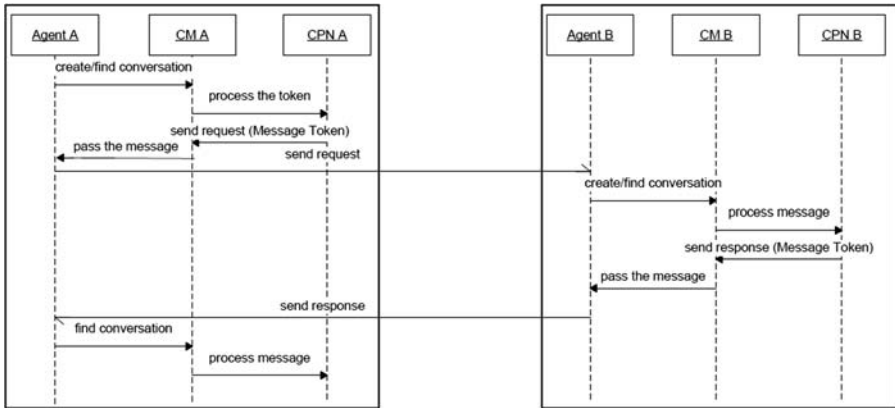 Agent A
CM A
CPN A
Agent B
CM B
CPN B
create/find conversation
process the token
send request (Message Token)
pass the message
send request
create/find conversation
process message
send response (Message Token)
pass the message
send response
find conversation
process message